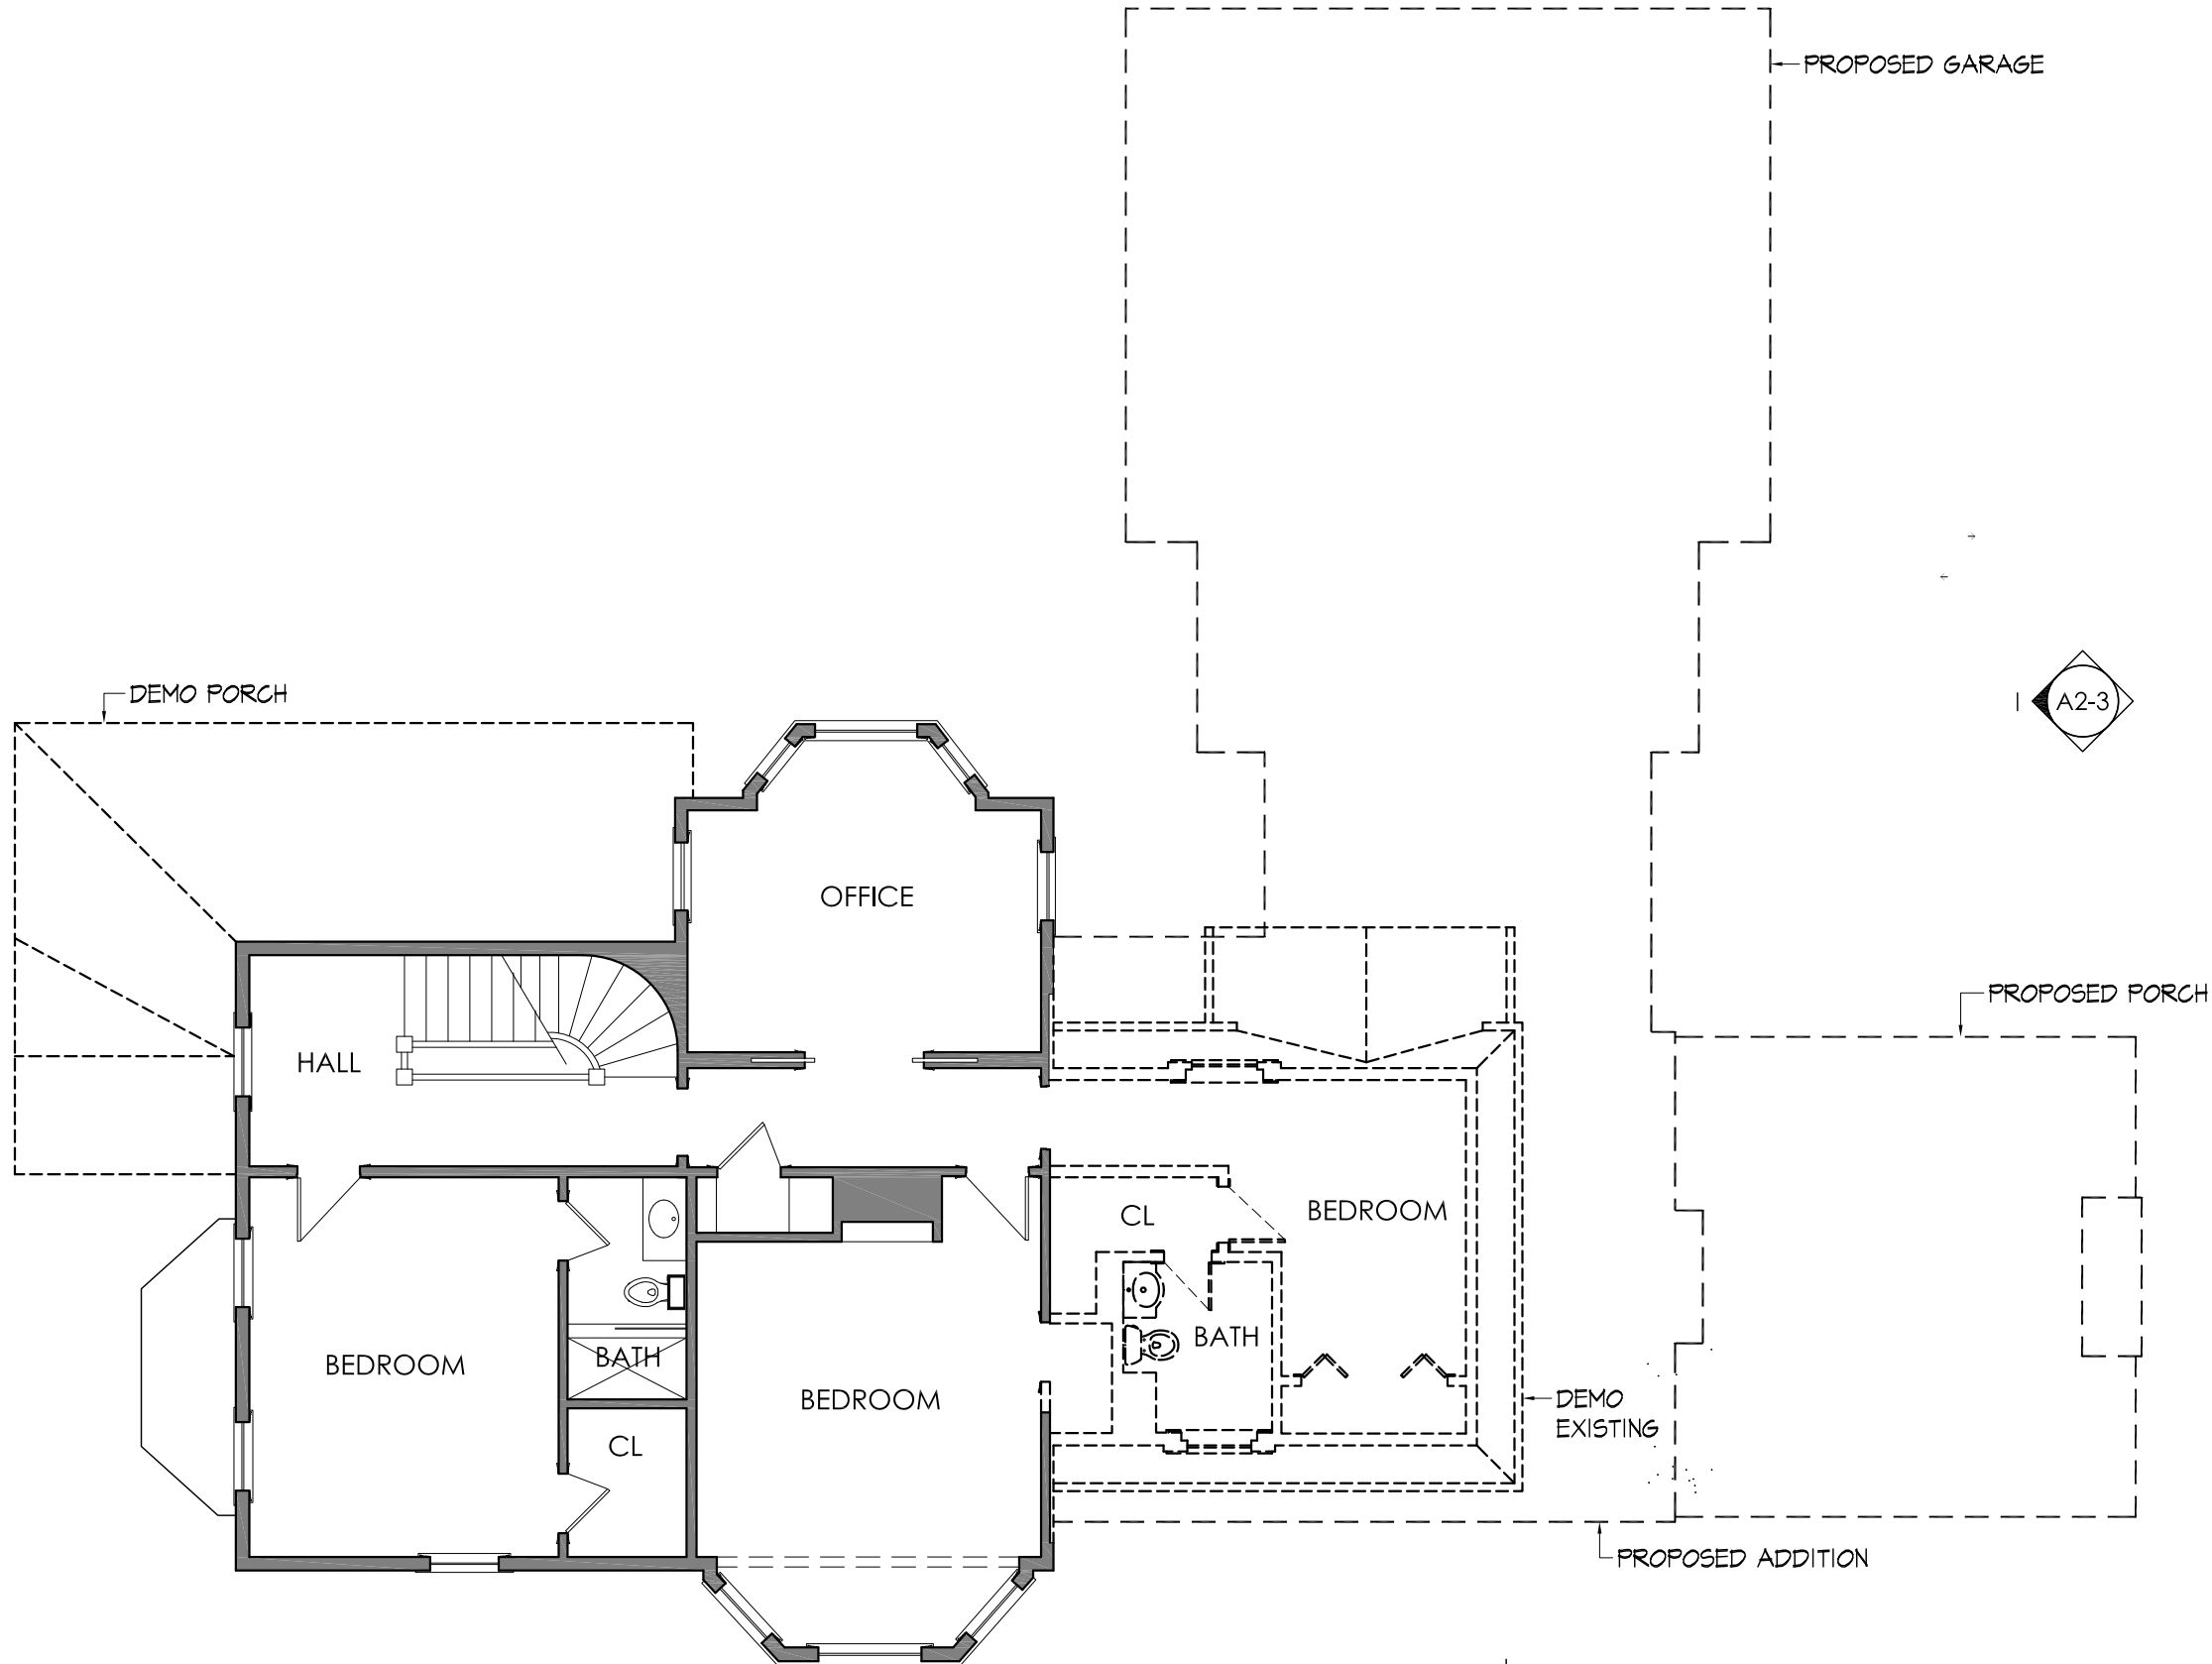 PROPOSED GARAGE
DEMO PORCH
1
A2-3
OFFICE
PROPOSED PORCH
HALL
CL
BEDROOM
BATH
BEDROOM
BATH
BEDROOM
DEMO
EXISTING
CL
PROPOSED ADDITION